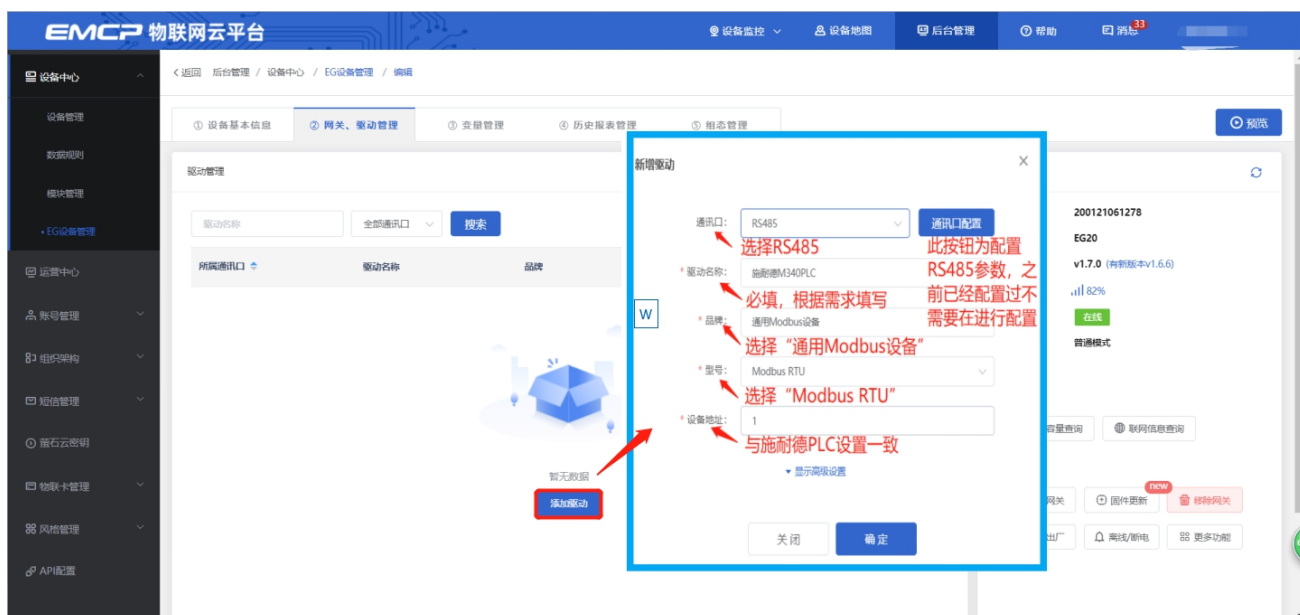 EMCP 物联网云平台
设备监控
设备地图
后台管理
帮助
消息
33
设备中心
设备管理
数据规则
模块管理
•EG设备管理
运营中心
账号管理
组织架构
短信管理
萤石云密钥
物联卡管理
风格管理
API配置
<返回 后台管理 / 设备中心 / EG设备管理 / 编辑
① 设备基本信息
② 网关、驱动管理
③ 变量管理
④ 历史报表管理
⑤ 组态管理
预览
驱动管理
驱动名称
全部通讯口
搜索
所属通讯口
驱动名称
品牌
暂无数据
添加驱动
新增驱动
X
通讯口:
RS485
通讯口配置
选择RS485
此按钮为配置
RS485参数，之
前已经配置过不
需要在进行配置
* 驱动名称:
施耐德M340PLC
必填，根据需求填写
W
* 品牌:
通用Modbus设备
选择“通用Modbus设备”
* 型号:
Modbus RTU
选择“Modbus RTU”
* 设备地址:
1
与施耐德PLC设置一致
显示高级设置
关闭
确定
200121061278
EG20
v1.7.0 (有新版本v1.6.6)
82%
在线
普通模式
容量查询
联网信息查询
网关
固件更新
new
移除网关
出厂
离线/断电
更多功能